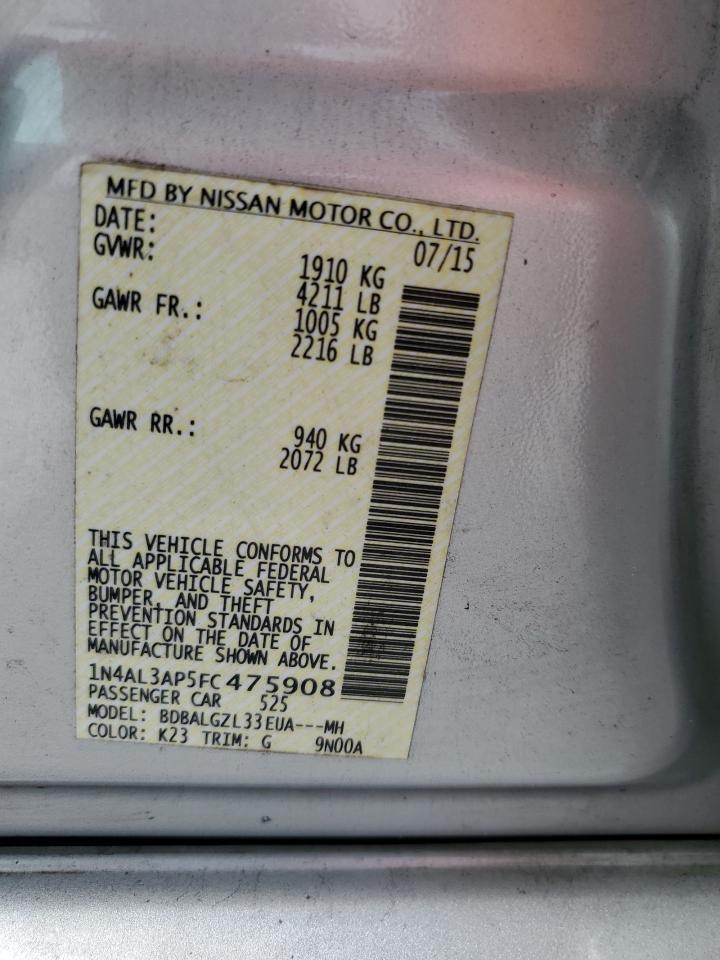 MFD BY NISSAN MOTOR CO., LTD.
DATE: 07/15
GVWR: 1910 KG
4211 LB
GAWR FR.: 1005 KG
2216 LB
GAWR RR.: 940 KG
2072 LB
THIS VEHICLE CONFORMS TO
ALL APPLICABLE FEDERAL
MOTOR VEHICLE SAFETY,
BUMPER, AND THEFT
PREVENTION STANDARDS IN
EFFECT ON THE DATE OF
MANUFACTURE SHOWN ABOVE.
1N4AL3AP5FC475908
PASSENGER CAR 525
MODEL: BDBALGZL33EUA---MH
COLOR: K23 TRIM: G 9N00A